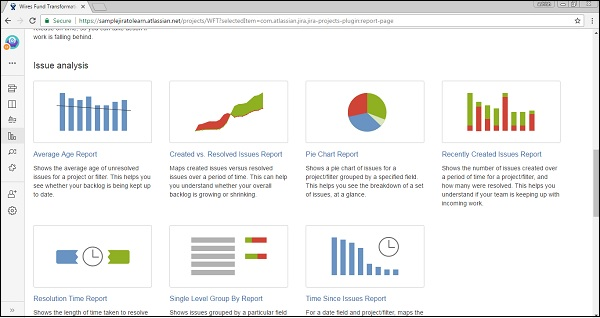 Wires Fund Transformati
Secure | https://samplejiratolearn.atlassian.net/projects/WFT?selectedItem=com.atlassian.jira.jira-projects-plugin:report-page
work is falling behind.
Issue analysis
Average Age Report
Shows the average age of unresolved
issues for a project or filter. This helps you
see whether your backlog is being kept up
to date.
Created vs. Resolved Issues Report
Maps created issues versus resolved
issues over a period of time. This can help
you understand whether your overall
backlog is growing or shrinking.
Pie Chart Report
Shows a pie chart of issues for a
project/filter grouped by a specified field.
This helps you see the breakdown of a set
of issues, at a glance.
Recently Created Issues Report
Shows the number of issues created over
a period of time for a project/filter, and
how many were resolved. This helps you
understand if your team is keeping up with
incoming work.
Resolution Time Report
Shows the length of time taken to resolve
Single Level Group By Report
Shows issues grouped by a particular field
Time Since Issues Report
For a date field and project/filter, maps the